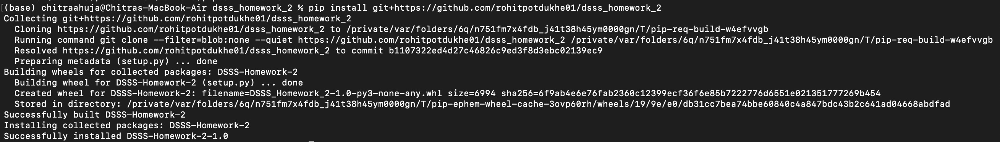 [(base) chitraahuja@Chitras-MacBook-Air dsss_homework_2 % pip install git+https://github.com/rohitpotdukhe01/dsss_homework_2
Collecting git+https://github.com/rohitpotdukhe01/dsss_homework_2
Cloning https://github.com/rohitpotdukhe01/dsss_homework_2 to /private/var/folders/6q/n751fm7x4fdb_j41t38h45ym0000gn/T/pip-req-build-w4efvvgb
Running command git clone --filter=blob:none --quiet https://github.com/rohitpotdukhe01/dsss_homework_2 /private/var/folders/6q/n751fm7x4fdb_j41t38h45ym0000gn/T/pip-req-build-w4efvvgb
Resolved https://github.com/rohitpotdukhe01/dsss_homework_2 to commit b1107322ed4d27c46826c9ed3f8d3ebc02139ec9
Preparing metadata (setup.py) ... done
Building wheels for collected packages: DSSS-Homework-2
Building wheel for DSSS-Homework-2 (setup.py) ... done
Created wheel for DSSS-Homework-2: filename=DSSS_Homework_2-1.0-py3-none-any.whl size=6994 sha256=6f9ab4e6e76fab2360c12399ecf36f6e85b7222776d6551e021351777269b454
Stored in directory: /private/var/folders/6q/n751fm7x4fdb_j41t38h45ym0000gn/T/pip-ephem-wheel-cache-3ovp60rh/wheels/19/9e/e0/db31cc7bea74bbe60840c4a847bdc43b2c641ad04668abdfad
Successfully built DSSS-Homework-2
Installing collected packages: DSSS-Homework-2
Successfully installed DSSS-Homework-2-1.0